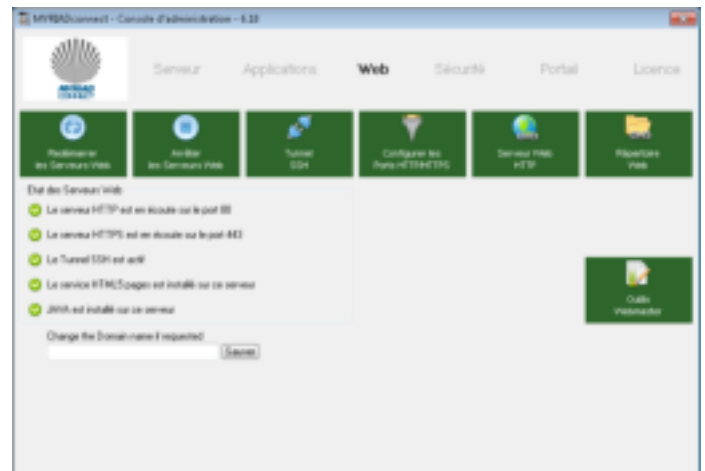 MYRIADconnect - Console d'administration - 6.10
MYRIAD
CONNECT
Serveur
Applications
Web
Sécurité
Portail
Licence
Redémarrer
les Serveurs Web
Arrêter
les Serveurs Web
Tunnel
SSH
Configurer les
Ports HTTP/HTTPS
Serveur Web
HTTP
Répertoire
Web
Etat des Serveurs Web
Le serveur HTTP est en écoute sur le port 80
Le serveur HTTPS est en écoute sur le port 443
Le Tunnel SSH est actif
Le service HTML5 pages est installé sur ce serveur
JAVA est installé sur ce serveur
Outils
Webmaster
Change the Domain name if requested
Sauver